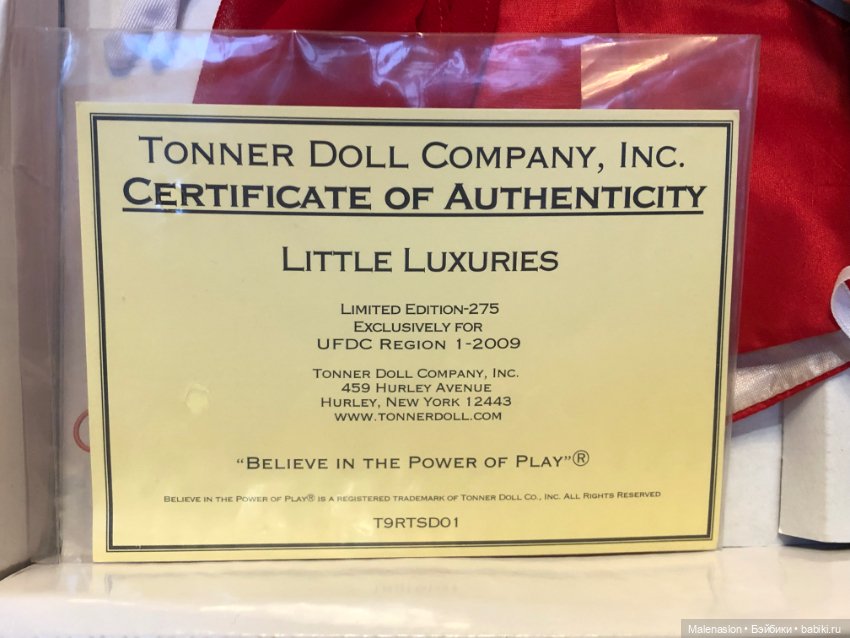 TONNER DOLL COMPANY, INC.
CERTIFICATE OF AUTHENTICITY
LITTLE LUXURIES
LIMITED EDITION-275
EXCLUSIVELY FOR
UFDC REGION 1-2009
TONNER DOLL COMPANY, INC.
459 HURLEY AVENUE
HURLEY, NEW YORK 12443
WWW.TONNERDOLL.COM
"BELIEVE IN THE POWER OF PLAY"®
BELIEVE IN THE POWER OF PLAY® IS A REGISTERED TRADEMARK OF TONNER DOLL CO., INC. ALL RIGHTS RESERVED
T9RTSD01
Malenaslon • Бэйбики • babiki.ru